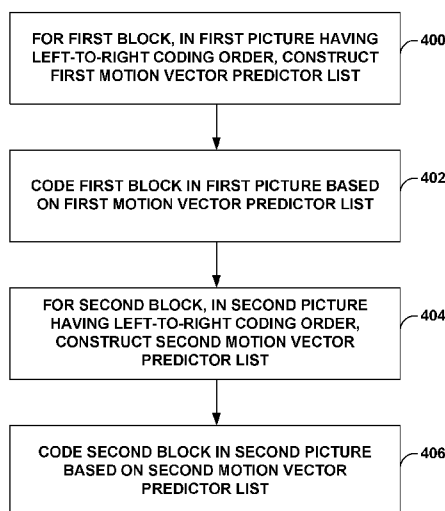 FOR FIRST BLOCK, IN FIRST PICTURE HAVING
LEFT-TO-RIGHT CODING ORDER, CONSTRUCT
FIRST MOTION VECTOR PREDICTOR LIST
400
CODE FIRST BLOCK IN FIRST PICTURE BASED
ON FIRST MOTION VECTOR PREDICTOR LIST
402
FOR SECOND BLOCK, IN SECOND PICTURE
HAVING LEFT-TO-RIGHT CODING ORDER,
CONSTRUCT SECOND MOTION VECTOR
PREDICTOR LIST
404
CODE SECOND BLOCK IN SECOND PICTURE
BASED ON SECOND MOTION VECTOR
PREDICTOR LIST
406